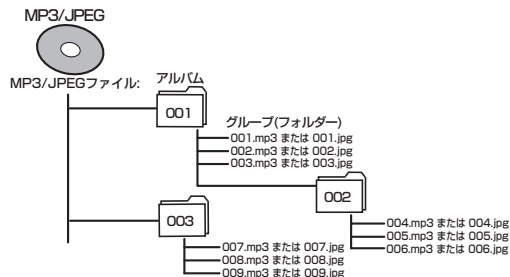 MP3/JPEG
MP3/JPEGファイル:
アルバム
001
グループ(フォルダー)
001.mp3 または 001.jpg
002.mp3 または 002.jpg
003.mp3 または 003.jpg
002
004.mp3 または 004.jpg
005.mp3 または 005.jpg
006.mp3 または 006.jpg
003
007.mp3 または 007.jpg
008.mp3 または 008.jpg
009.mp3 または 009.jpg